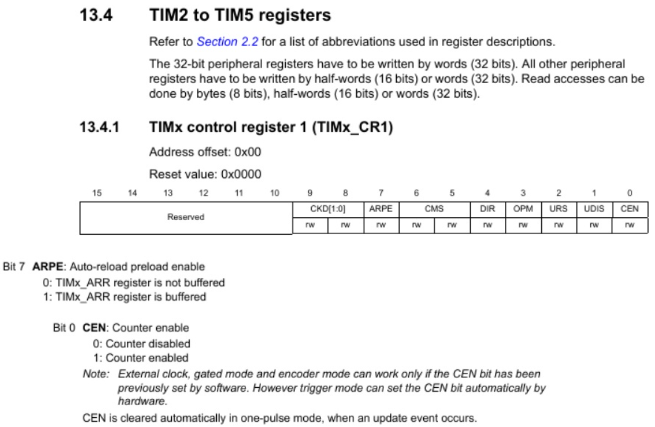 13.4 TIM2 to TIM5 registers
Refer to Section 2.2 for a list of abbreviations used in register descriptions.
The 32-bit peripheral registers have to be written by words (32 bits). All other peripheral
registers have to be written by half-words (16 bits) or words (32 bits). Read accesses can be
done by bytes (8 bits), half-words (16 bits) or words (32 bits).
13.4.1 TIMx control register 1 (TIMx_CR1)
Address offset: 0x00
Reset value: 0x0000
15 14 13 12 11 10 9 8 7 6 5 4 3 2 1 0
Reserved CKD[1:0] ARPE CMS DIR OPM URS UDIS CEN
rw rw rw rw rw rw rw rw rw rw
Bit 7 ARPE: Auto-reload preload enable
0: TIMx_ARR register is not buffered
1: TIMx_ARR register is buffered
Bit 0 CEN: Counter enable
0: Counter disabled
1: Counter enabled
Note: External clock, gated mode and encoder mode can work only if the CEN bit has been
previously set by software. However trigger mode can set the CEN bit automatically by
hardware.
CEN is cleared automatically in one-pulse mode, when an update event occurs.